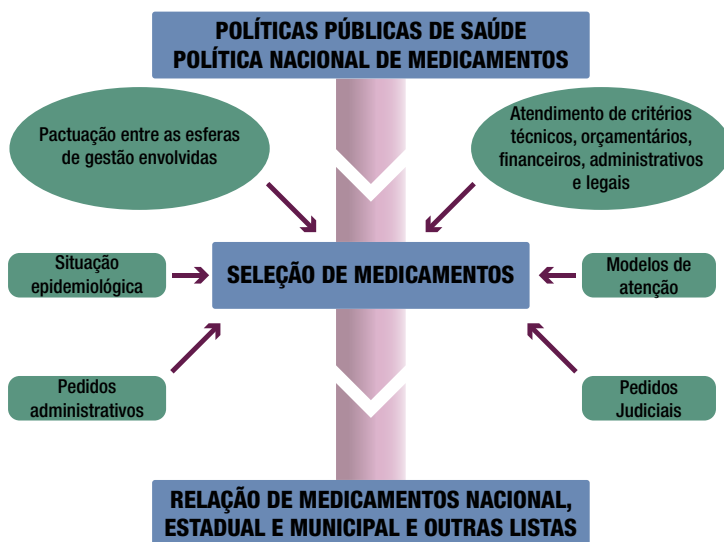 POLÍTICAS PÚBLICAS DE SAÚDE
POLÍTICA NACIONAL DE MEDICAMENTOS
Pactuação entre as esferas
de gestão envolvidas
Atendimento de critérios
técnicos, orçamentários,
financeiros, administrativos
e legais
Situação
epidemiológica
SELEÇÃO DE MEDICAMENTOS
Modelos de
atenção
Pedidos
administrativos
Pedidos
Judiciais
RELAÇÃO DE MEDICAMENTOS NACIONAL,
ESTADUAL E MUNICIPAL E OUTRAS LISTAS